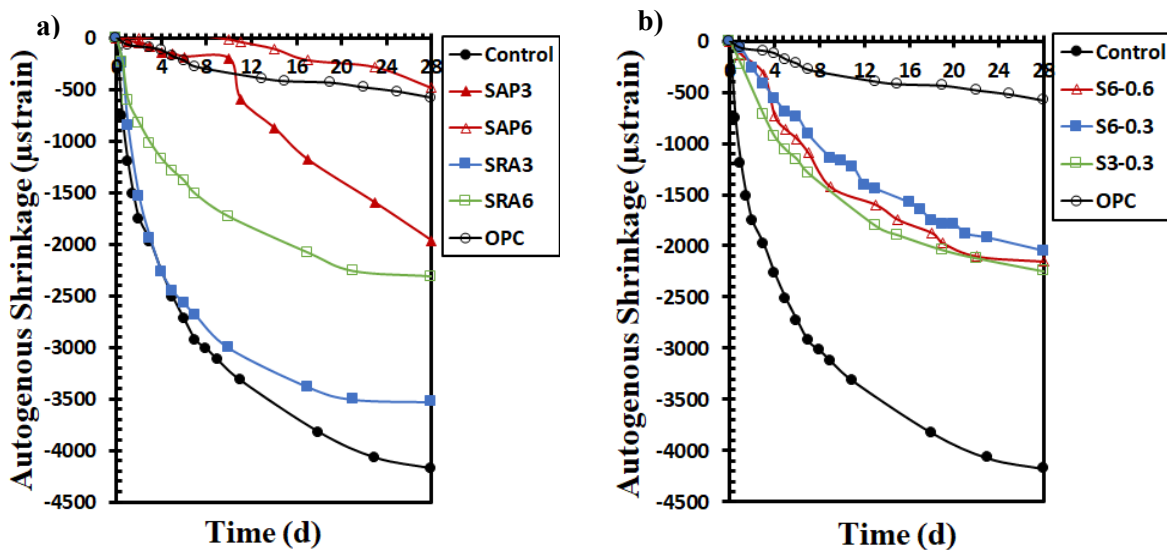 a)
Autogenous Shrinkage (µstrain)
0
-500
-1000
-1500
-2000
-2500
-3000
-3500
-4000
-4500
0 4 8 12 16 20 24 28
Time (d)
Control
SAP3
SAP6
SRA3
SRA6
OPC
b)
Autogenous Shrinkage (µstrain)
0
-500
-1000
-1500
-2000
-2500
-3000
-3500
-4000
-4500
0 4 8 12 16 20 24 28
Time (d)
Control
S6-0.6
S6-0.3
S3-0.3
OPC